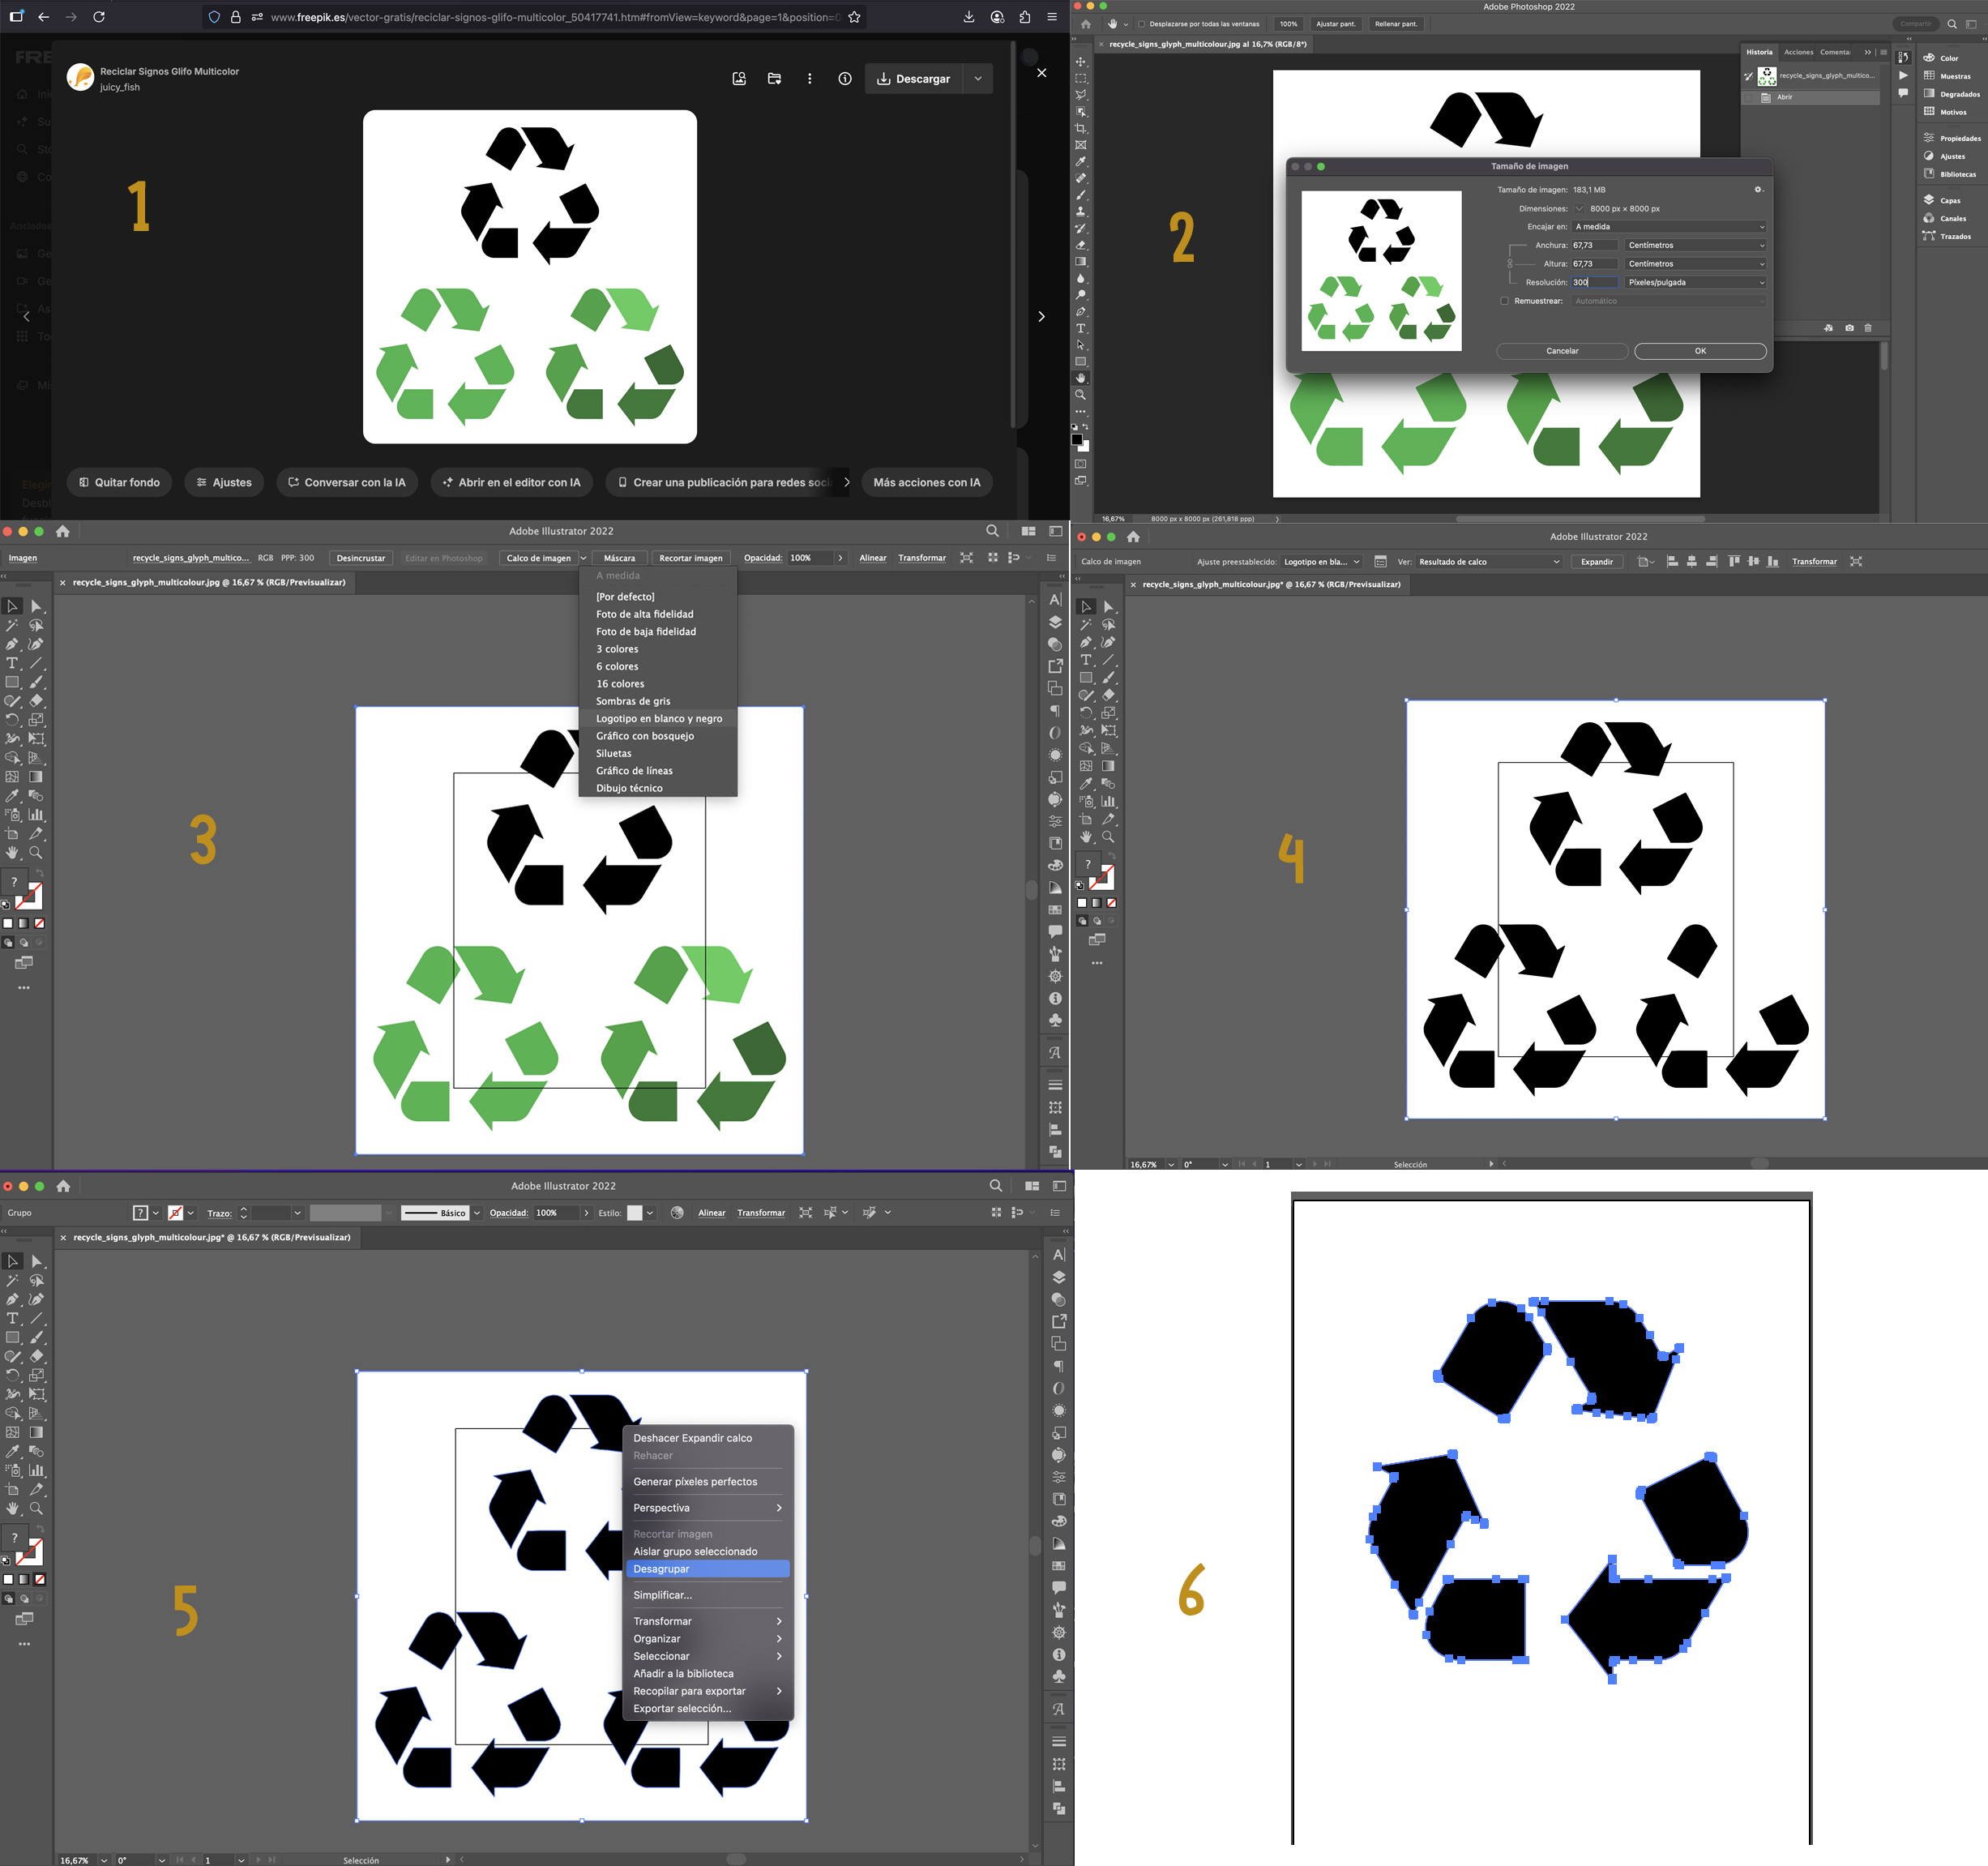 www.freepik.es/vector-gratis/reciclar-signos-glifo-multicolor_50417741.htm#fromView=keyword&page=1&position=0
Reciclar Signos Glifo Multicolor
juicy_fish
Descargar
1
Quitar fondo
Ajustes
Conversar con la IA
Abrir en el editor con IA
Crear una publicación para redes soci
Más acciones con IA
Adobe Photoshop 2022
Desplazarse por todas las ventanas
100%
Ajustar pant.
Rellenar pant.
Compartir
recycle_signs_glyph_multicolour.jpg al 16,7% (RGB/8*)
Historia
Acciones
Comenta
recycle_signs_glyph_multico...
Abrir
Color
Muestras
Degradados
Motivos
Propiedades
Ajustes
Bibliotecas
Capas
Canales
Trazados
2
Tamaño de imagen
Tamaño de imagen: 183,1 MB
Dimensiones: 8000 px × 8000 px
Encajar en: A medida
Anchura: 67,73 Centímetros
Altura: 67,73 Centímetros
Resolución: 300 Píxeles/pulgada
Remuestrear: Automático
Cancelar
OK
16,67%
8000 px x 8000 px (261,818 ppp)
Adobe Illustrator 2022
Imagen
recycle_signs_glyph_multico...
RGB
PPP: 300
Desincrustar
Editar en Photoshop
Calco de imagen
Máscara
Recortar imagen
Opacidad: 100%
Alinear
Transformar
recycle_signs_glyph_multicolour.jpg @ 16,67 % (RGB/Previsualizar)
A medida
[Por defecto]
Foto de alta fidelidad
Foto de baja fidelidad
3 colores
6 colores
16 colores
Sombras de gris
Logotipo en blanco y negro
Gráfico con bosquejo
Siluetas
Gráfico de líneas
Dibujo técnico
3
Adobe Illustrator 2022
Calco de imagen
Ajuste preestablecido: Logotipo en bla...
Ver: Resultado de calco
Expandir
Transformar
recycle_signs_glyph_multicolour.jpg* @ 16,67 % (RGB/Previsualizar)
4
16,67%
0°
1
Selección
Adobe Illustrator 2022
Grupo
Trazo:
Básico
Opacidad: 100%
Estilo:
Alinear
Transformar
recycle_signs_glyph_multicolour.jpg* @ 16,67 % (RGB/Previsualizar)
Deshacer Expandir calco
Rehacer
Generar píxeles perfectos
Perspectiva
Recortar imagen
Aislar grupo seleccionado
Desagrupar
Simplificar...
Transformar
Organizar
Seleccionar
Añadir a la biblioteca
Recopilar para exportar
Exportar selección...
5
16,67%
0°
1
Selección
6